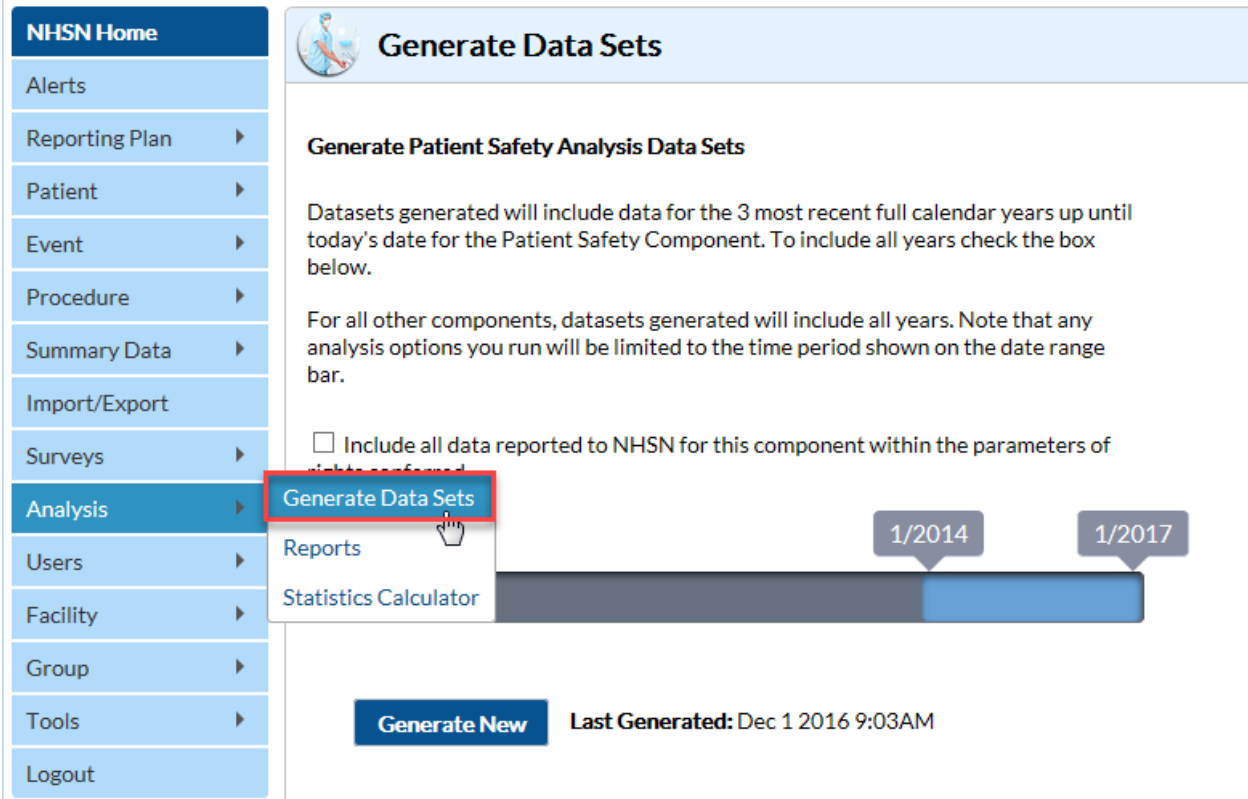 NHSN Home
Alerts
Reporting Plan
Patient
Event
Procedure
Summary Data
Import/Export
Surveys
Analysis
Users
Facility
Group
Tools
Logout
Generate Data Sets
Generate Patient Safety Analysis Data Sets
Datasets generated will include data for the 3 most recent full calendar years up until
today's date for the Patient Safety Component. To include all years check the box
below.
For all other components, datasets generated will include all years. Note that any
analysis options you run will be limited to the time period shown on the date range
bar.
Include all data reported to NHSN for this component within the parameters of
rights conferred
Generate Data Sets
Reports
Statistics Calculator
1/2014
1/2017
Generate New
Last Generated: Dec 1 2016 9:03AM